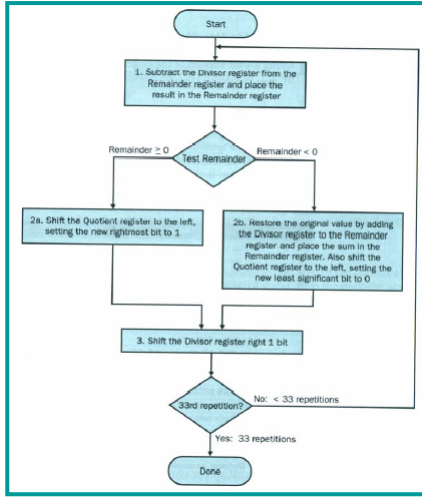 Start
1. Subtract the Divisor register from the
Remainder register and place the
result in the Remainder register
Remainder ≥ 0
Test Remainder
Remainder < 0
2a. Shift the Quotient register to the left,
setting the new rightmost bit to 1
2b. Restore the original value by adding
the Divisor register to the Remainder
register and place the sum in the
Remainder register. Also shift the
Quotient register to the left, setting the
new least significant bit to 0
3. Shift the Divisor register right 1 bit
33rd repetition?
No: < 33 repetitions
Yes: 33 repetitions
Done